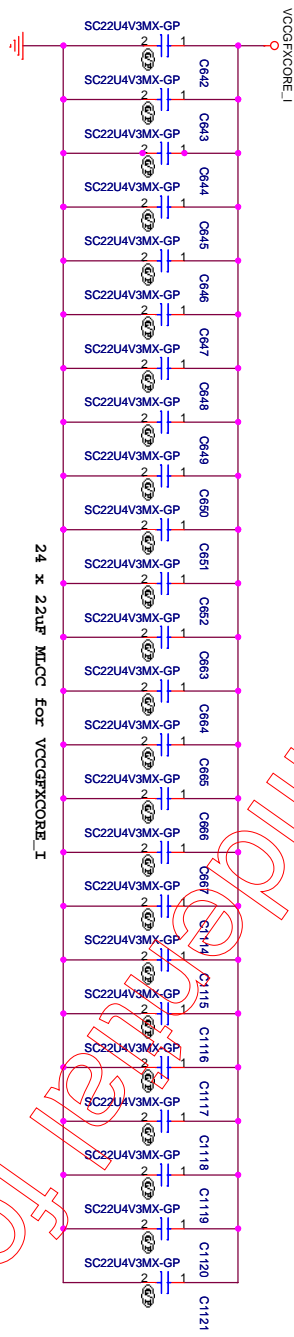 VCCGFXCORE_I
SC22U4V3MX-GP
2 1
C642
SC22U4V3MX-GP
2 1
C643
SC22U4V3MX-GP
2 1
C644
SC22U4V3MX-GP
2 1
C645
SC22U4V3MX-GP
2 1
C646
SC22U4V3MX-GP
2 1
C647
SC22U4V3MX-GP
2 1
C648
SC22U4V3MX-GP
2 1
C649
SC22U4V3MX-GP
2 1
C650
SC22U4V3MX-GP
2 1
C651
SC22U4V3MX-GP
2 1
C652
SC22U4V3MX-GP
2 1
C663
SC22U4V3MX-GP
2 1
C664
SC22U4V3MX-GP
2 1
C665
SC22U4V3MX-GP
2 1
C666
SC22U4V3MX-GP
2 1
C667
SC22U4V3MX-GP
2 1
C1114
SC22U4V3MX-GP
2 1
C1115
SC22U4V3MX-GP
2 1
C1116
SC22U4V3MX-GP
2 1
C1117
SC22U4V3MX-GP
2 1
C1118
SC22U4V3MX-GP
2 1
C1119
SC22U4V3MX-GP
2 1
C1120
SC22U4V3MX-GP
2 1
C1121
24 x 22uF MLCC for VCCGFXCORE_I